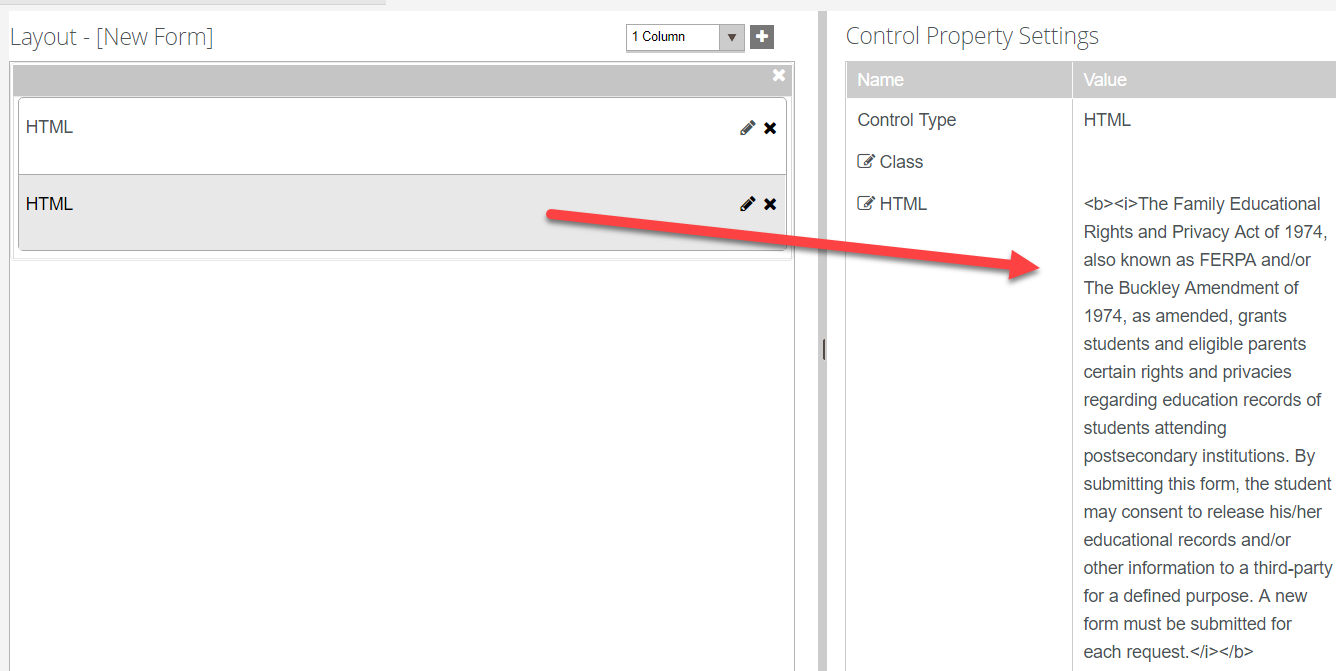 Layout - [New Form]
1 Column
HTML
HTML
Control Property Settings
Name Value
Control Type HTML
Class
HTML
<b><i>The Family Educational
Rights and Privacy Act of 1974,
also known as FERPA and/or
The Buckley Amendment of
1974, as amended, grants
students and eligible parents
certain rights and privacies
regarding education records of
students attending
postsecondary institutions. By
submitting this form, the student
may consent to release his/her
educational records and/or
other information to a third-party
for a defined purpose. A new
form must be submitted for
each request.</i></b>